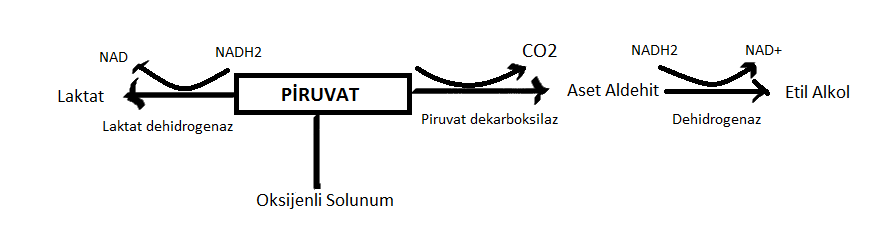 NAD
NADH2
Laktat
Laktat dehidrogenaz
PİRUVAT
CO2
Piruvat dekarboksilaz
Aset Aldehit
NADH2
NAD+
Dehidrogenaz
Etil Alkol
Oksijenli Solunum